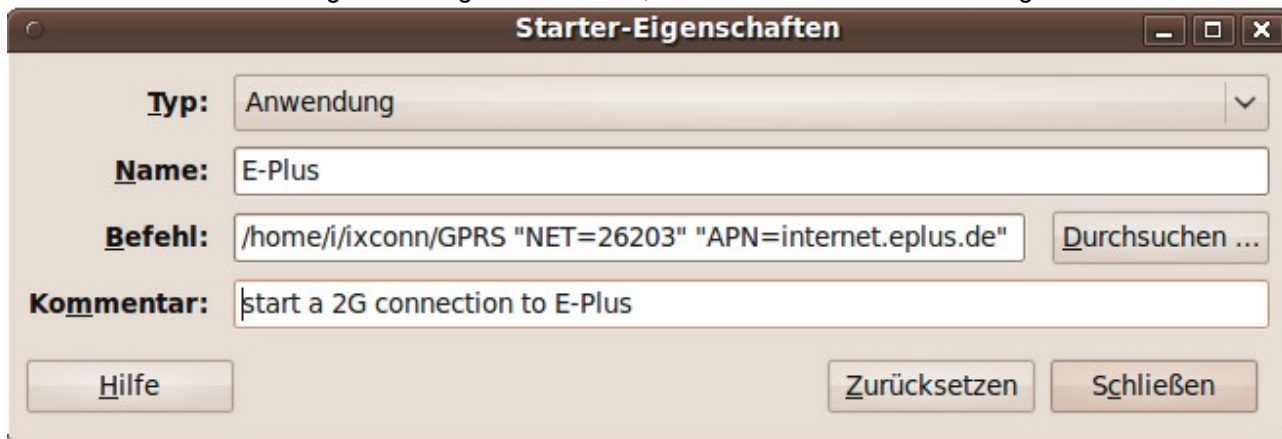 Starter-Eigenschaften
Typ: Anwendung
Name: E-Plus
Befehl: /home/i/ixconn/GPRS "NET=26203" "APN=internet.eplus.de" Durchsuchen ...
Kommentar: start a 2G connection to E-Plus
Hilfe Zurücksetzen Schließen